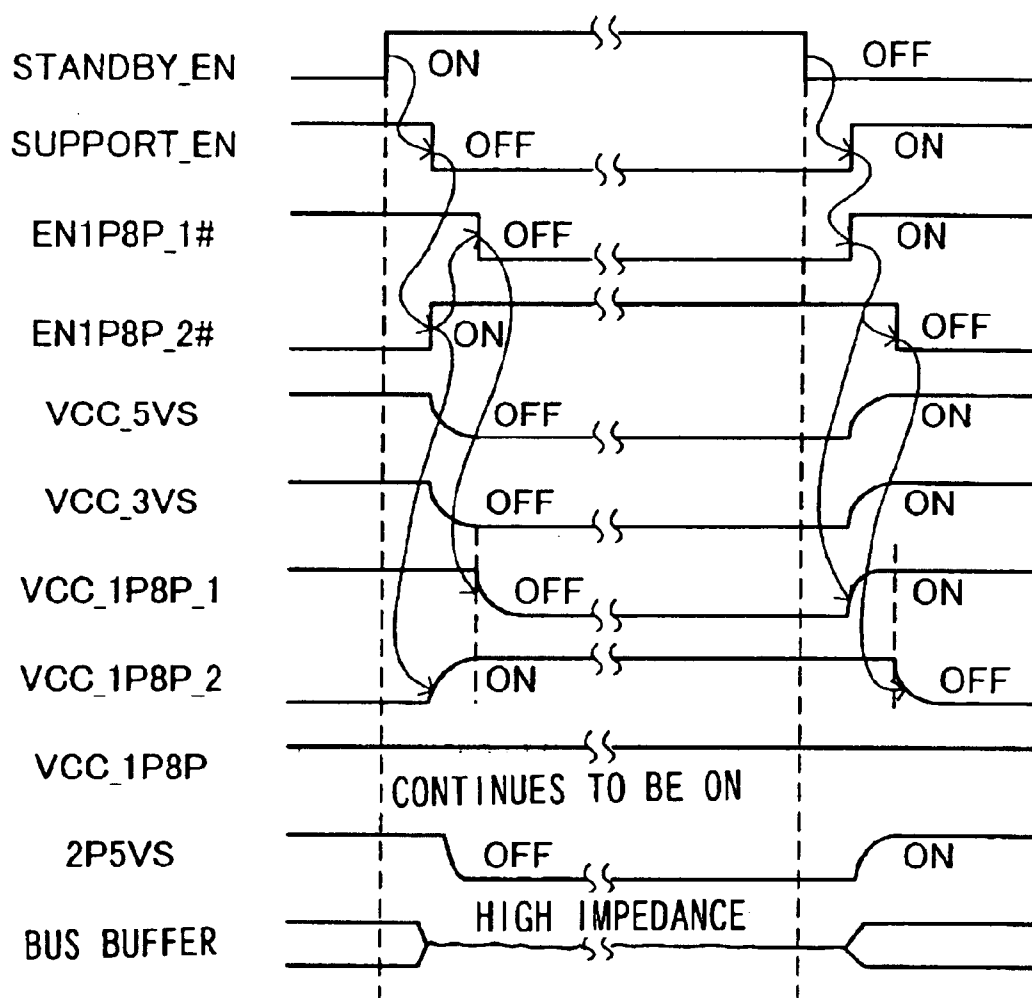 STANDBY_EN ON OFF
SUPPORT_EN OFF ON
EN1P8P_1# OFF ON
EN1P8P_2# ON OFF
VCC_5VS OFF ON
VCC_3VS OFF ON
VCC_1P8P_1 OFF ON
VCC_1P8P_2 ON OFF
VCC_1P8P
CONTINUES TO BE ON
2P5VS OFF ON
HIGH IMPEDANCE
BUS BUFFER